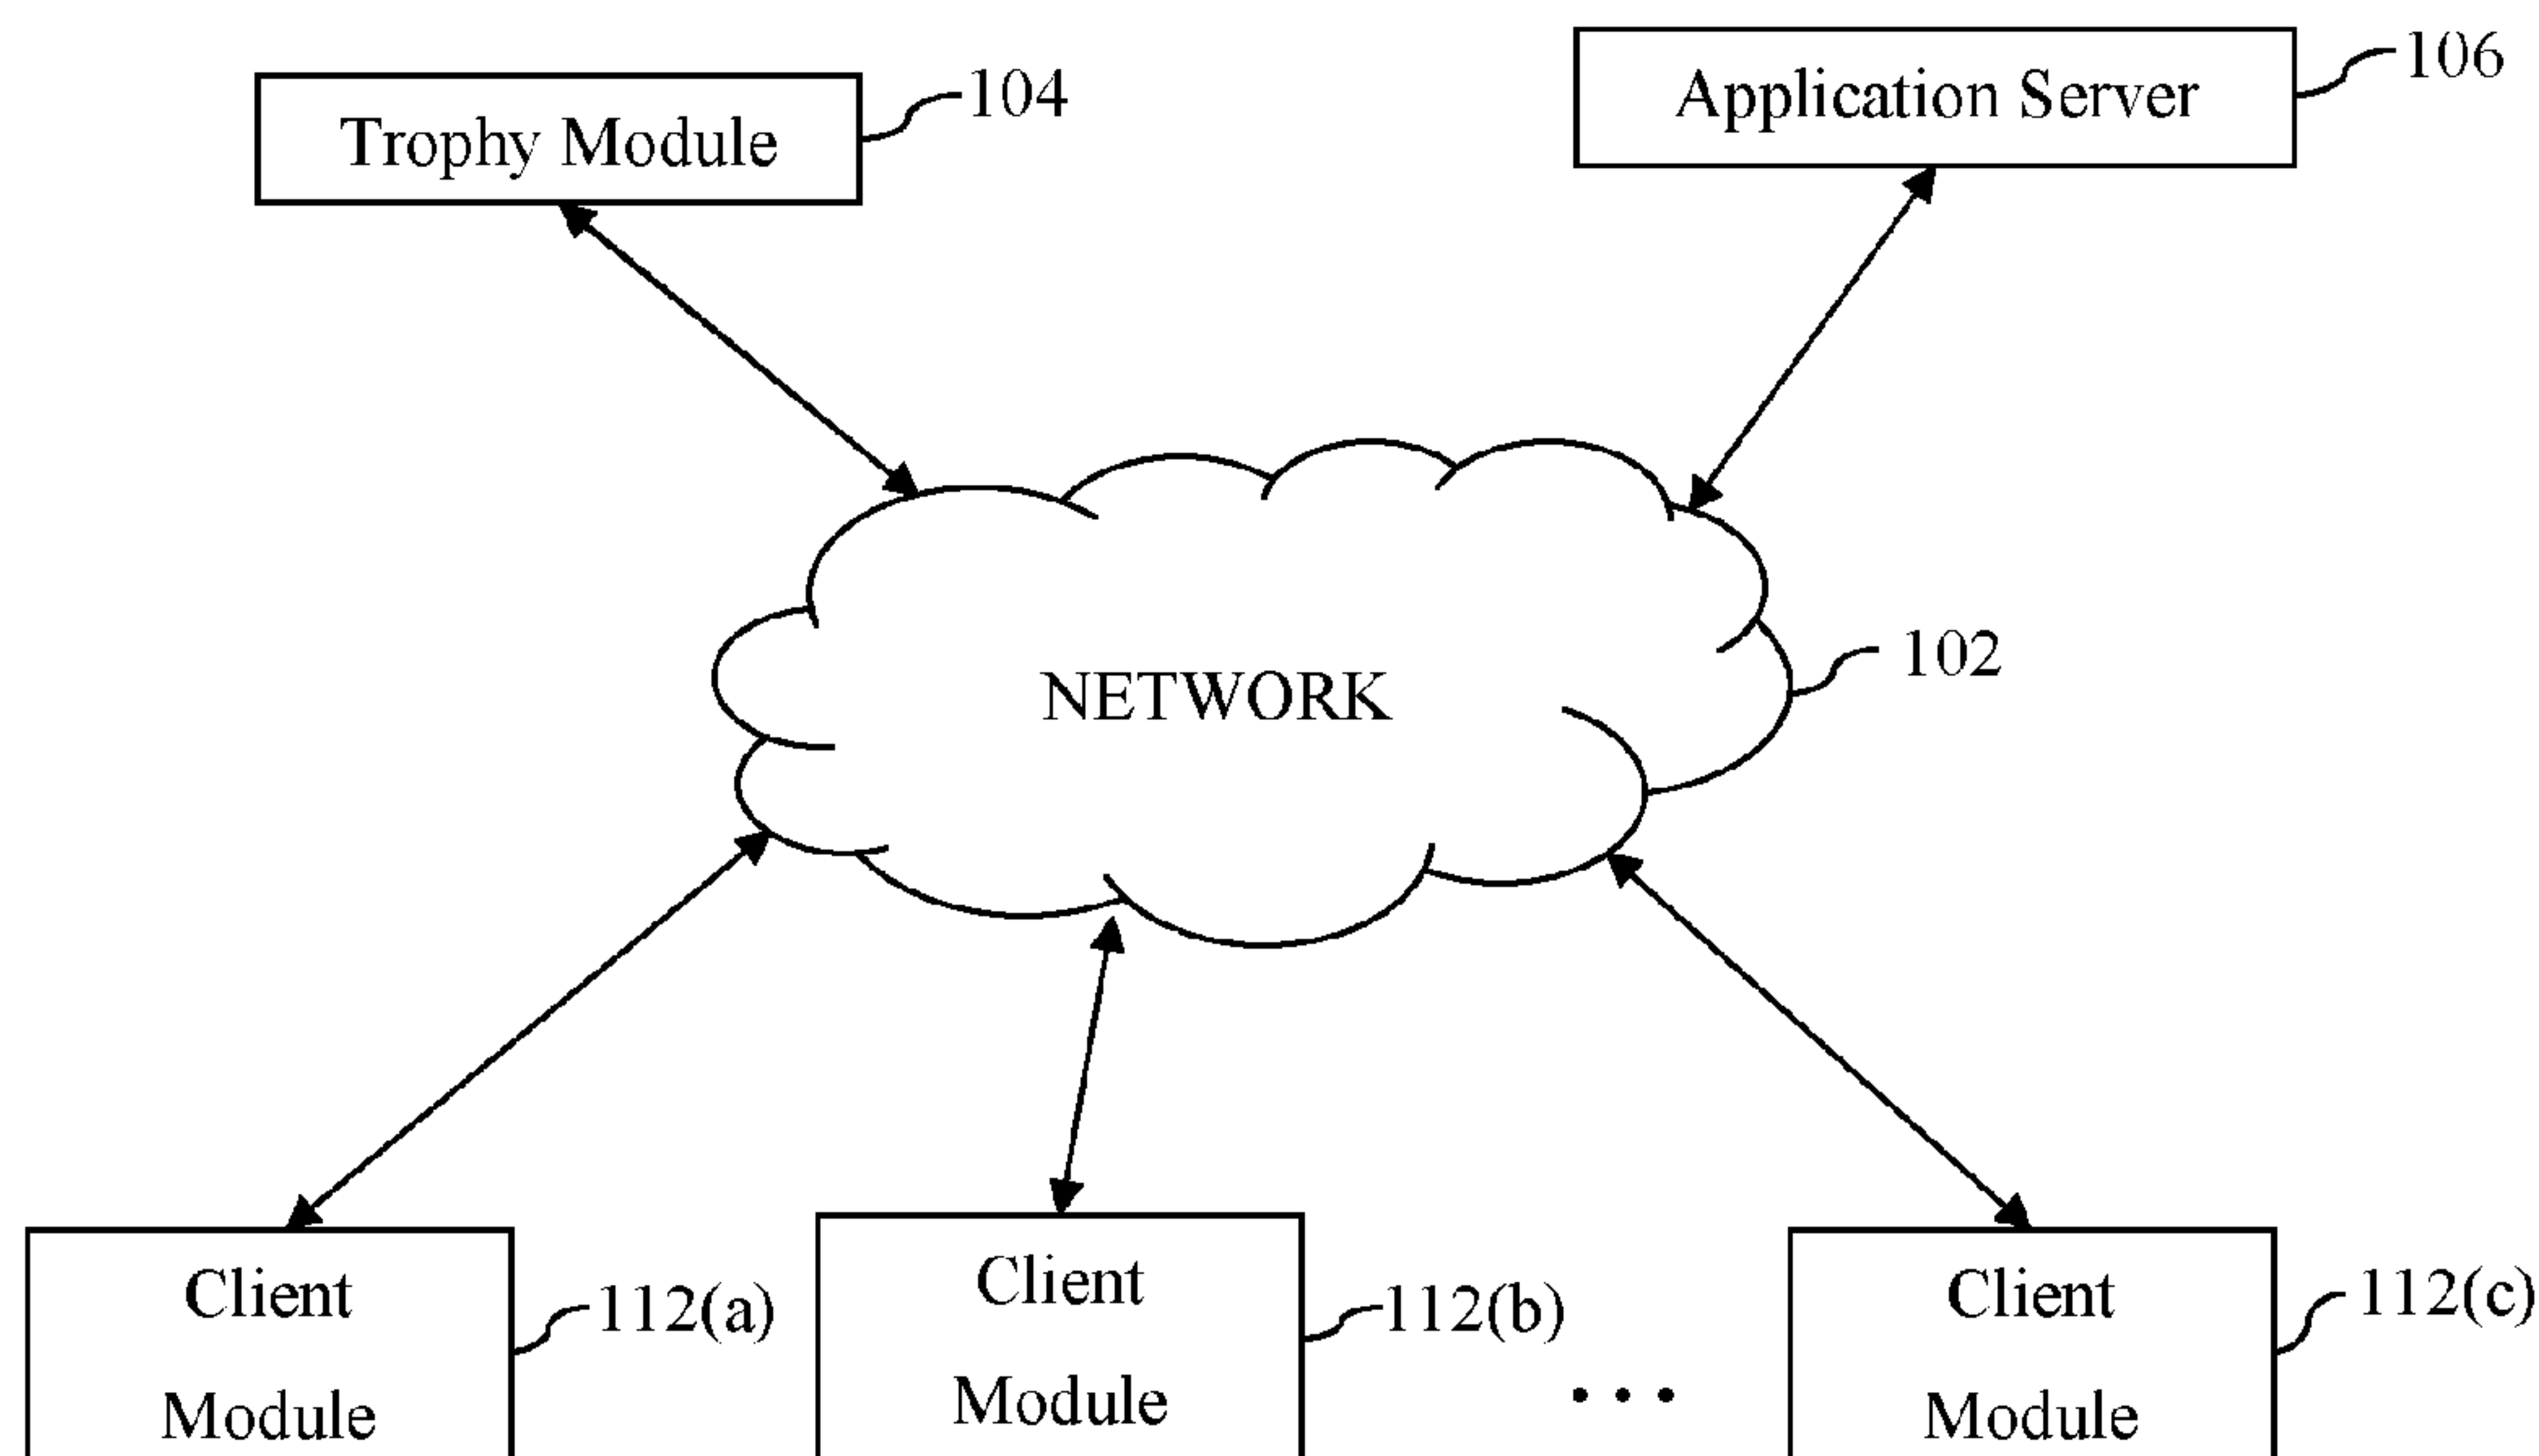 106
Application Server
104
Trophy Module
102
NETWORK
Client
Module
112(a)
Client
Module
112(b)
. . .
Client
Module
112(c)